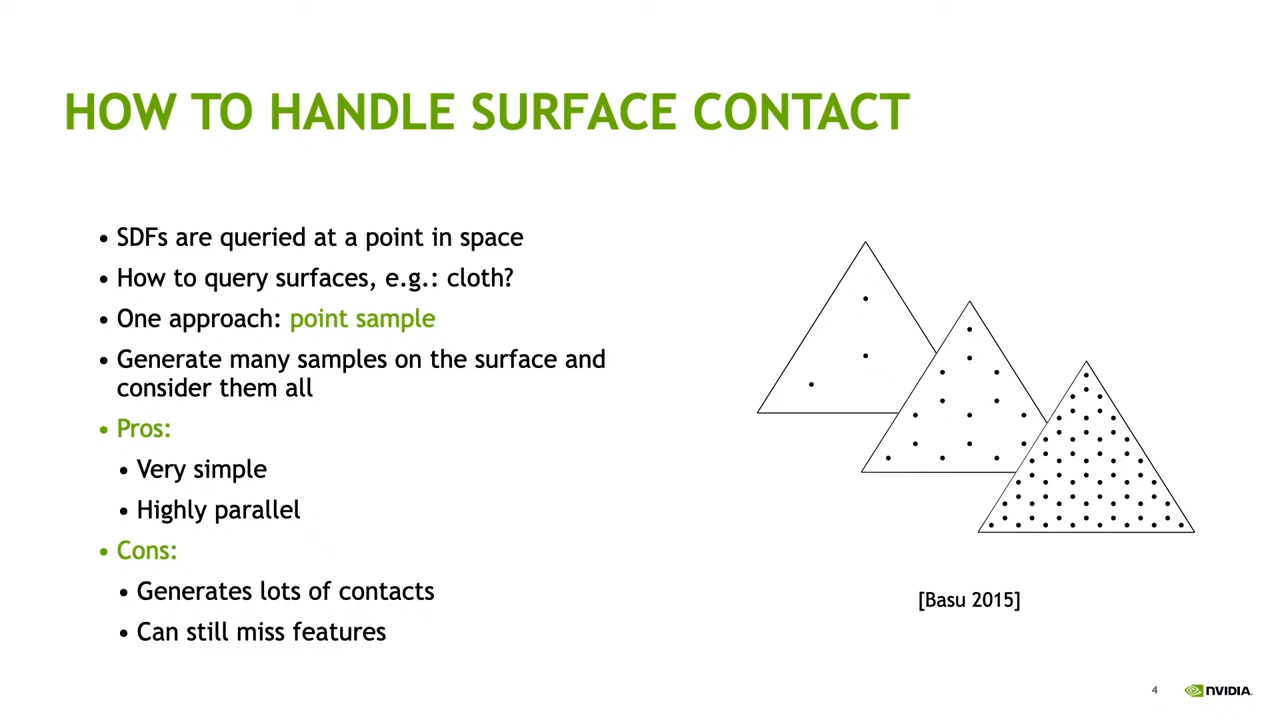 HOW TO HANDLE SURFACE CONTACT
• SDFs are queried at a point in space
• How to query surfaces, e.g.: cloth?
• One approach: point sample
• Generate many samples on the surface and
consider them all
• Pros:
• Very simple
• Highly parallel
• Cons:
• Generates lots of contacts
• Can still miss features
[Basu 2015]
4
NVIDIA.